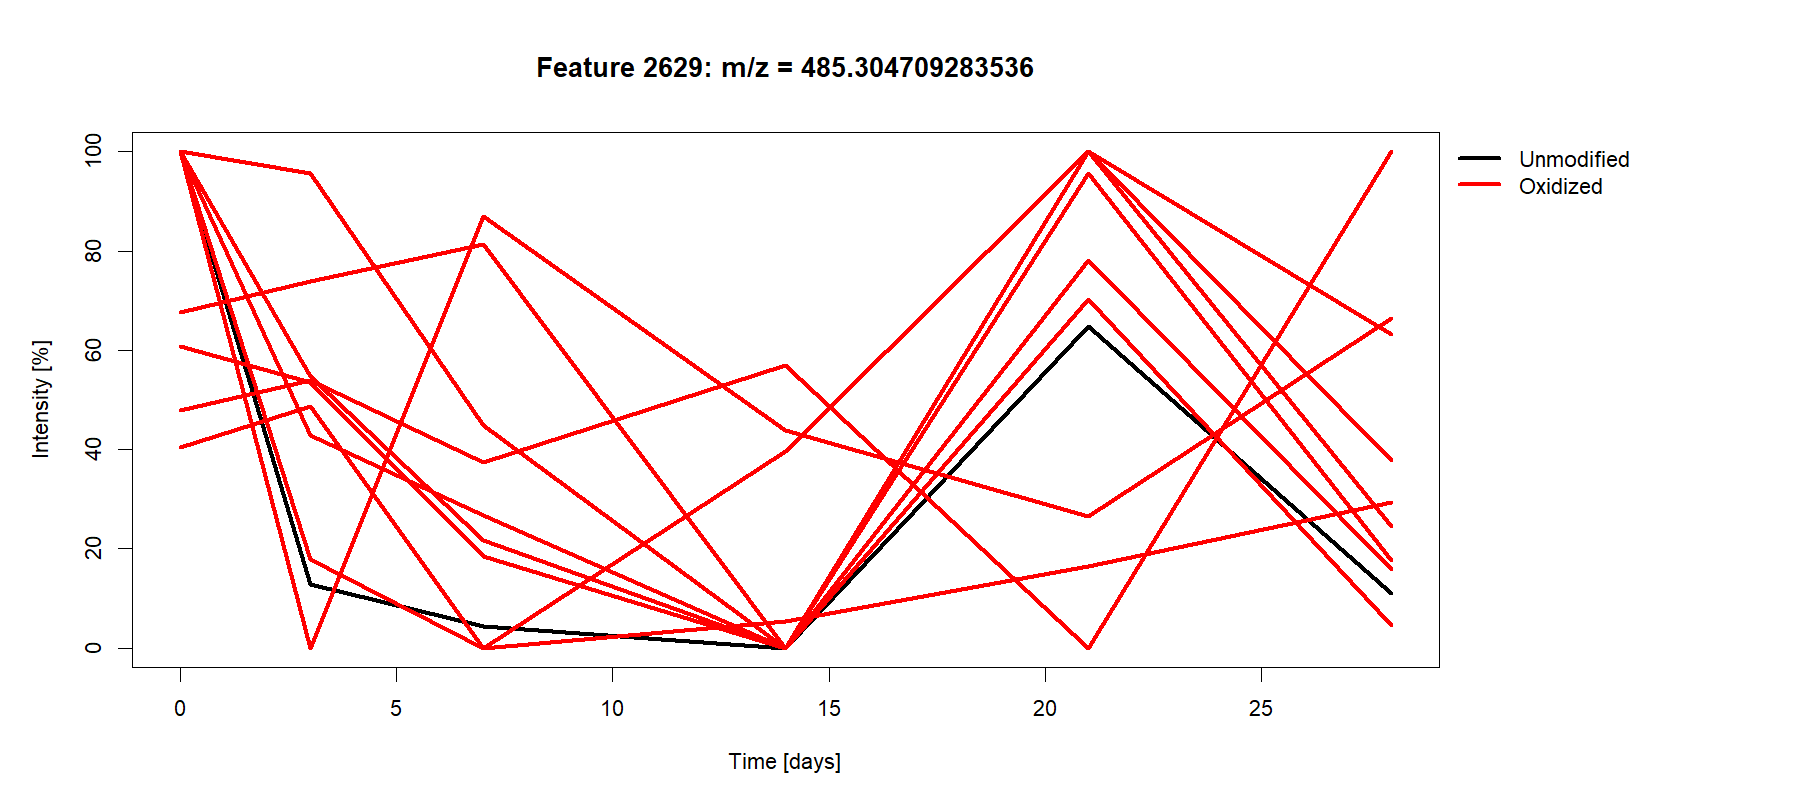 Feature 2629: m/z = 485.304709283536
Unmodified
Oxidized
Intensity [%]
100
80
60
40
20
0
0 5 10 15 20 25
Time [days]